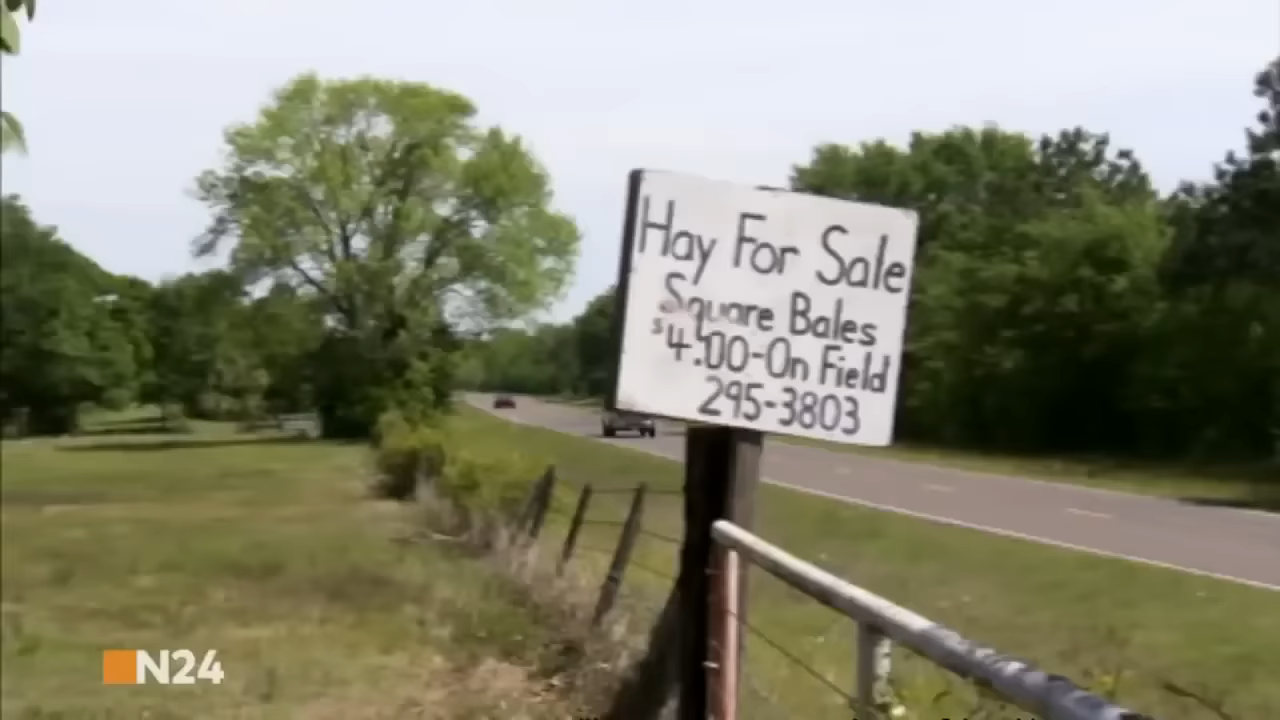 Hay For Sale
Square Bales
$4.00-On Field
295-3803
N24